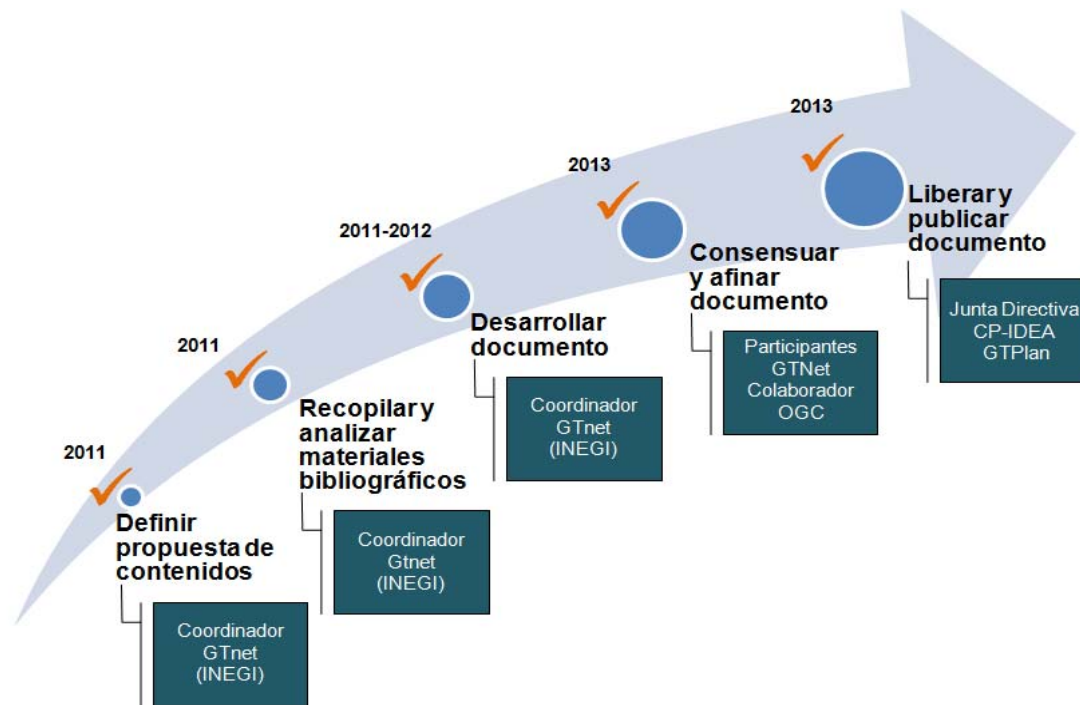 2011
Definir
propuesta de
contenidos
Coordinador
GTnet
(INEGI)
2011
Recopilar y
analizar
materiales
bibliográficos
Coordinador
Gtnet
(INEGI)
2011-2012
Desarrollar
documento
Coordinador
GTnet
(INEGI)
2013
Consensuar
y afinar
documento
Participantes
GTNet
Colaborador
OGC
2013
Liberar y
publicar
documento
Junta Directiva
CP-IDEA
GTPlan